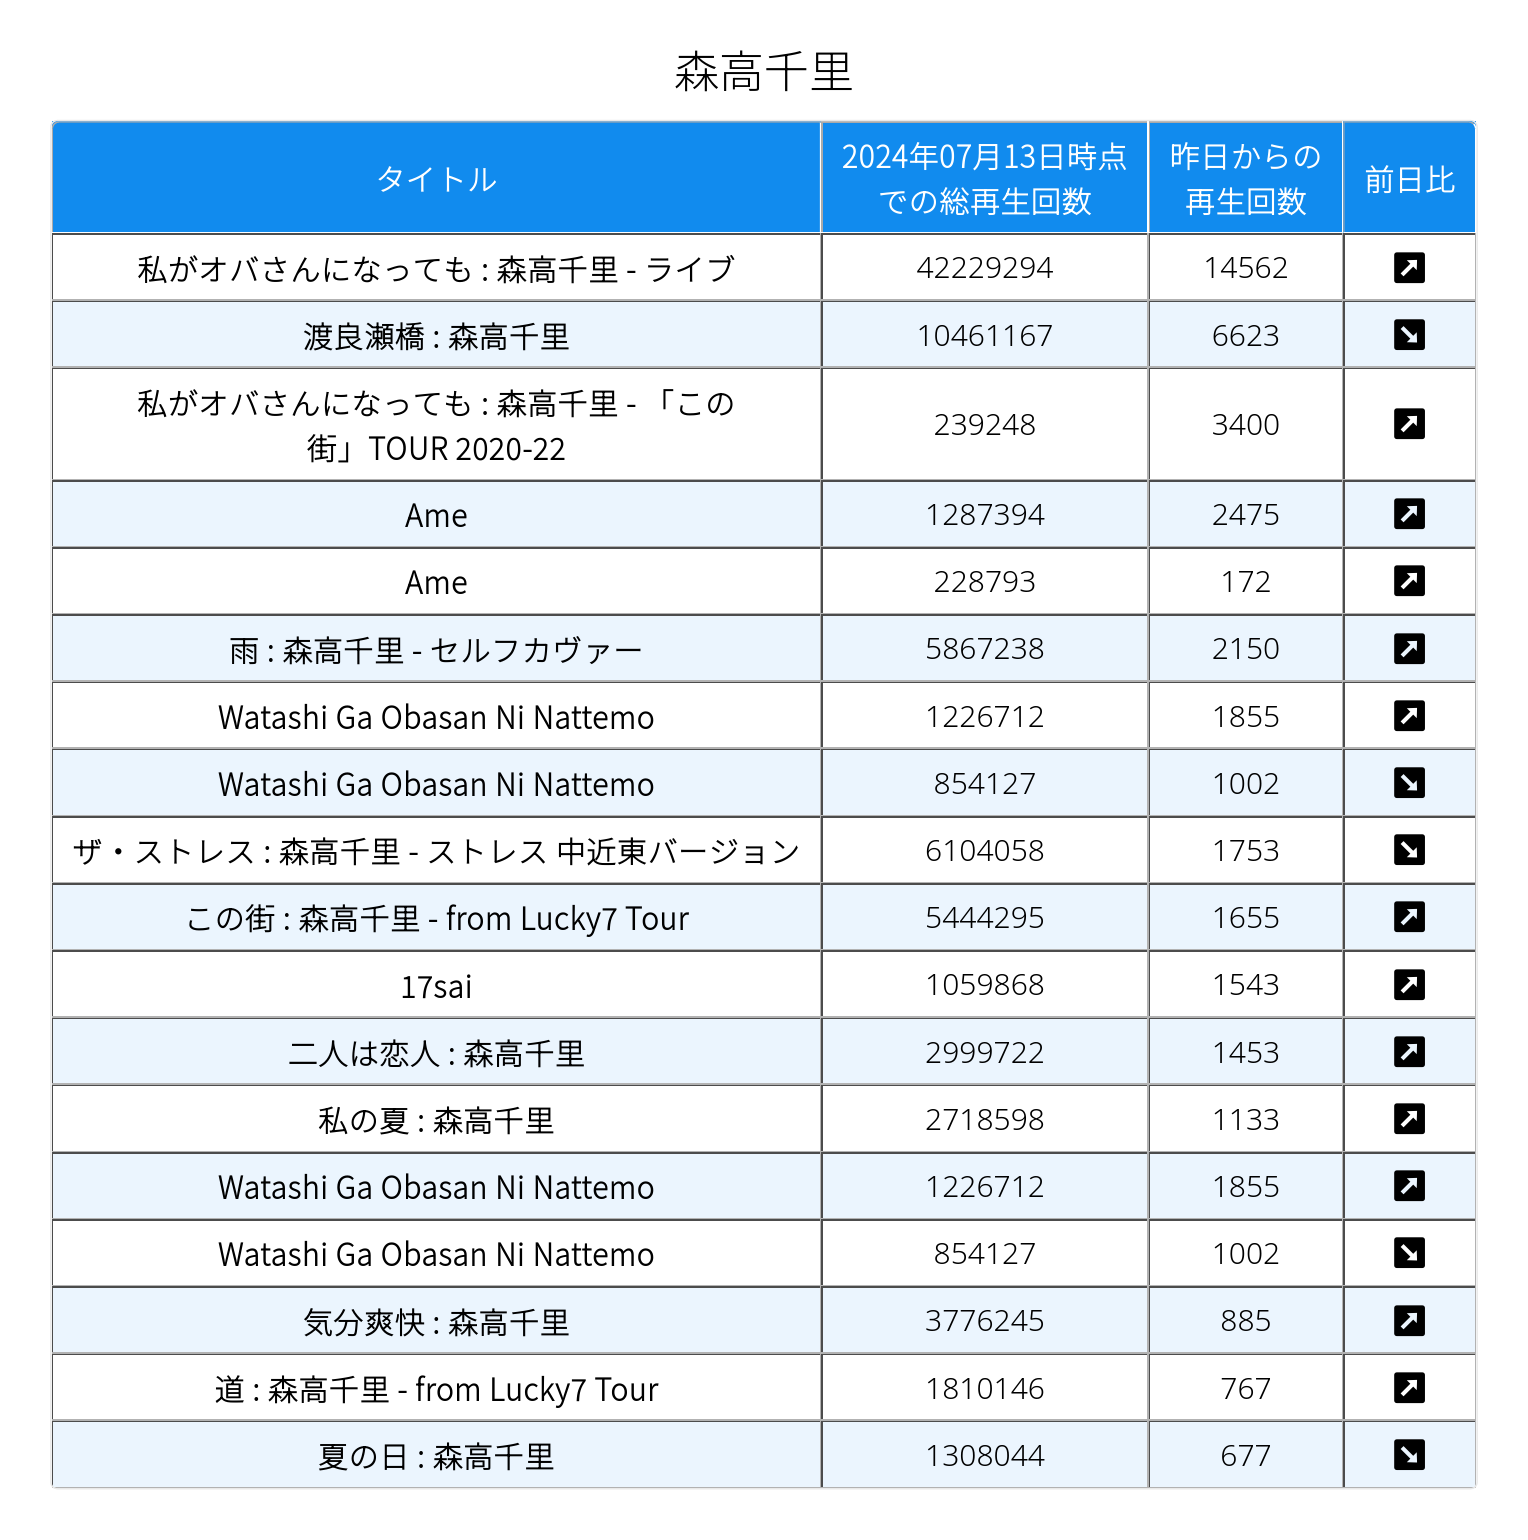 森高千里
タイトル
2024年07月13日時点
での総再生回数
昨日からの
再生回数
前日比
私がオバさんになっても : 森高千里 - ライブ 42229294 14562
渡良瀬橋 : 森高千里 10461167 6623
私がオバさんになっても : 森高千里 - 「この
街」TOUR 2020-22 239248 3400
Ame 1287394 2475
Ame 228793 172
雨 : 森高千里 - セルフカヴァー 5867238 2150
Watashi Ga Obasan Ni Nattemo 1226712 1855
Watashi Ga Obasan Ni Nattemo 854127 1002
ザ・ストレス : 森高千里 - ストレス 中近東バージョン 6104058 1753
この街 : 森高千里 - from Lucky7 Tour 5444295 1655
17sai 1059868 1543
二人は恋人 : 森高千里 2999722 1453
私の夏 : 森高千里 2718598 1133
Watashi Ga Obasan Ni Nattemo 1226712 1855
Watashi Ga Obasan Ni Nattemo 854127 1002
気分爽快 : 森高千里 3776245 885
道 : 森高千里 - from Lucky7 Tour 1810146 767
夏の日 : 森高千里 1308044 677